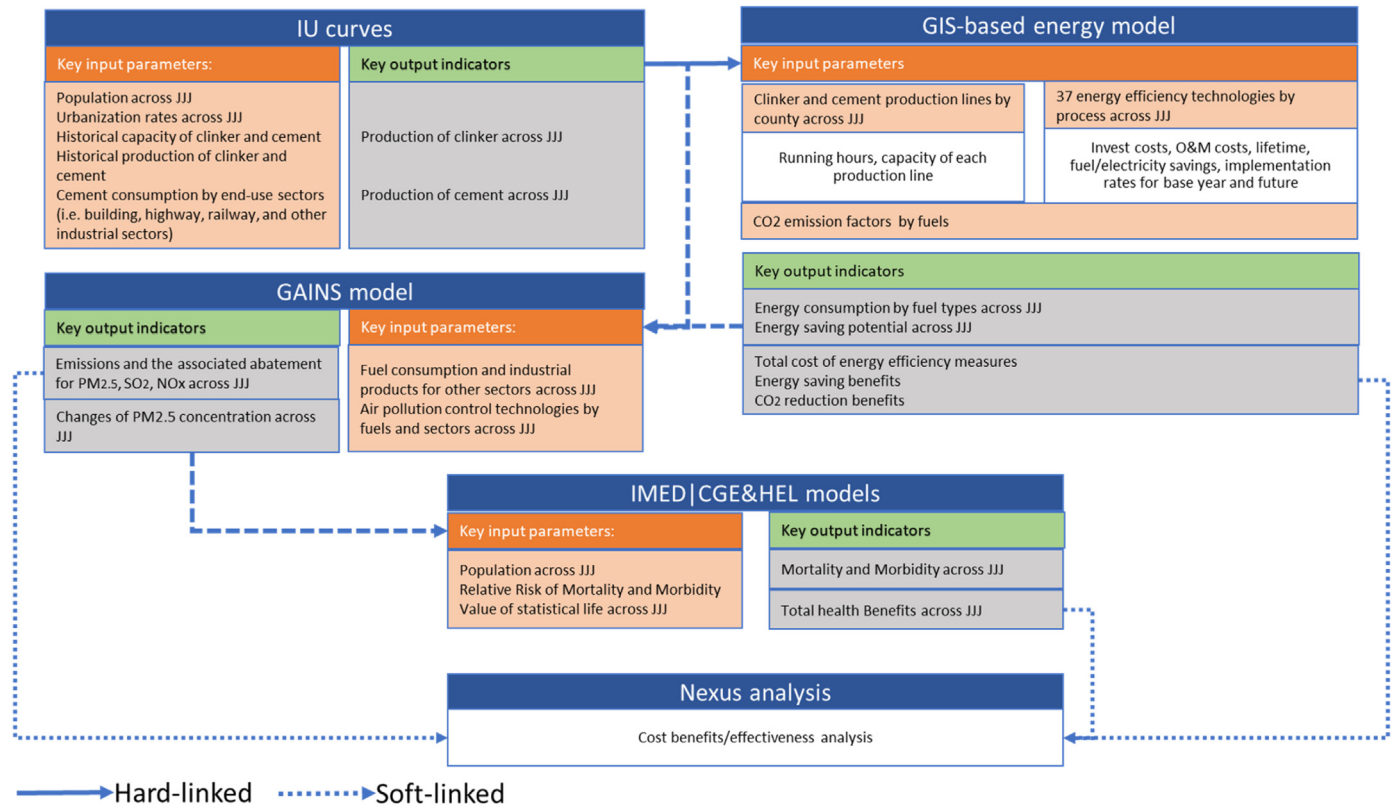 IU curves
Key input parameters:
Population across JJJ
Urbanization rates across JJJ
Historical capacity of clinker and cement
Historical production of clinker and
cement
Cement consumption by end-use sectors
(i.e. building, highway, railway, and other
industrial sectors)
Key output indicators
Production of clinker across JJJ
Production of cement across JJJ
GIS-based energy model
Key input parameters
Clinker and cement production lines by
county across JJJ
Running hours, capacity of each
production line
37 energy efficiency technologies by
process across JJJ
Invest costs, O&M costs, lifetime,
fuel/electricity savings, implementation
rates for base year and future
CO2 emission factors by fuels
Key output indicators
Energy consumption by fuel types across JJJ
Energy saving potential across JJJ
Total cost of energy efficiency measures
Energy saving benefits
CO2 reduction benefits
GAINS model
Key output indicators
Emissions and the associated abatement
for PM2.5, SO2, NOx across JJJ
Changes of PM2.5 concentration across
JJJ
Key input parameters:
Fuel consumption and industrial
products for other sectors across JJJ
Air pollution control technologies by
fuels and sectors across JJJ
IMED|CGE&HEL models
Key input parameters:
Population across JJJ
Relative Risk of Mortality and Morbidity
Value of statistical life across JJJ
Key output indicators
Mortality and Morbidity across JJJ
Total health Benefits across JJJ
Nexus analysis
Cost benefits/effectiveness analysis
Hard-linked
Soft-linked